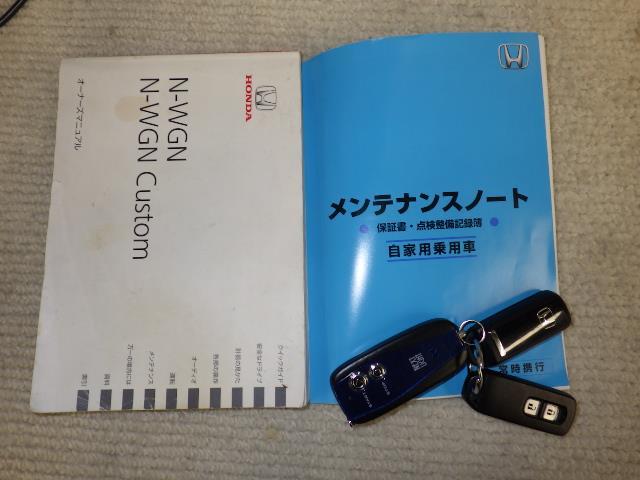 HONDA
N-WGN
N-WGN Custom
オーナーズマニュアル
クイックガイド
安全なドライブ
計器の見かた
各部の操作
オーディオ
運転
メンテナンス
万一の場合には
資料
索引
メンテナンスノート
保証書・点検整備記録簿
自家用乗用車
常時携行